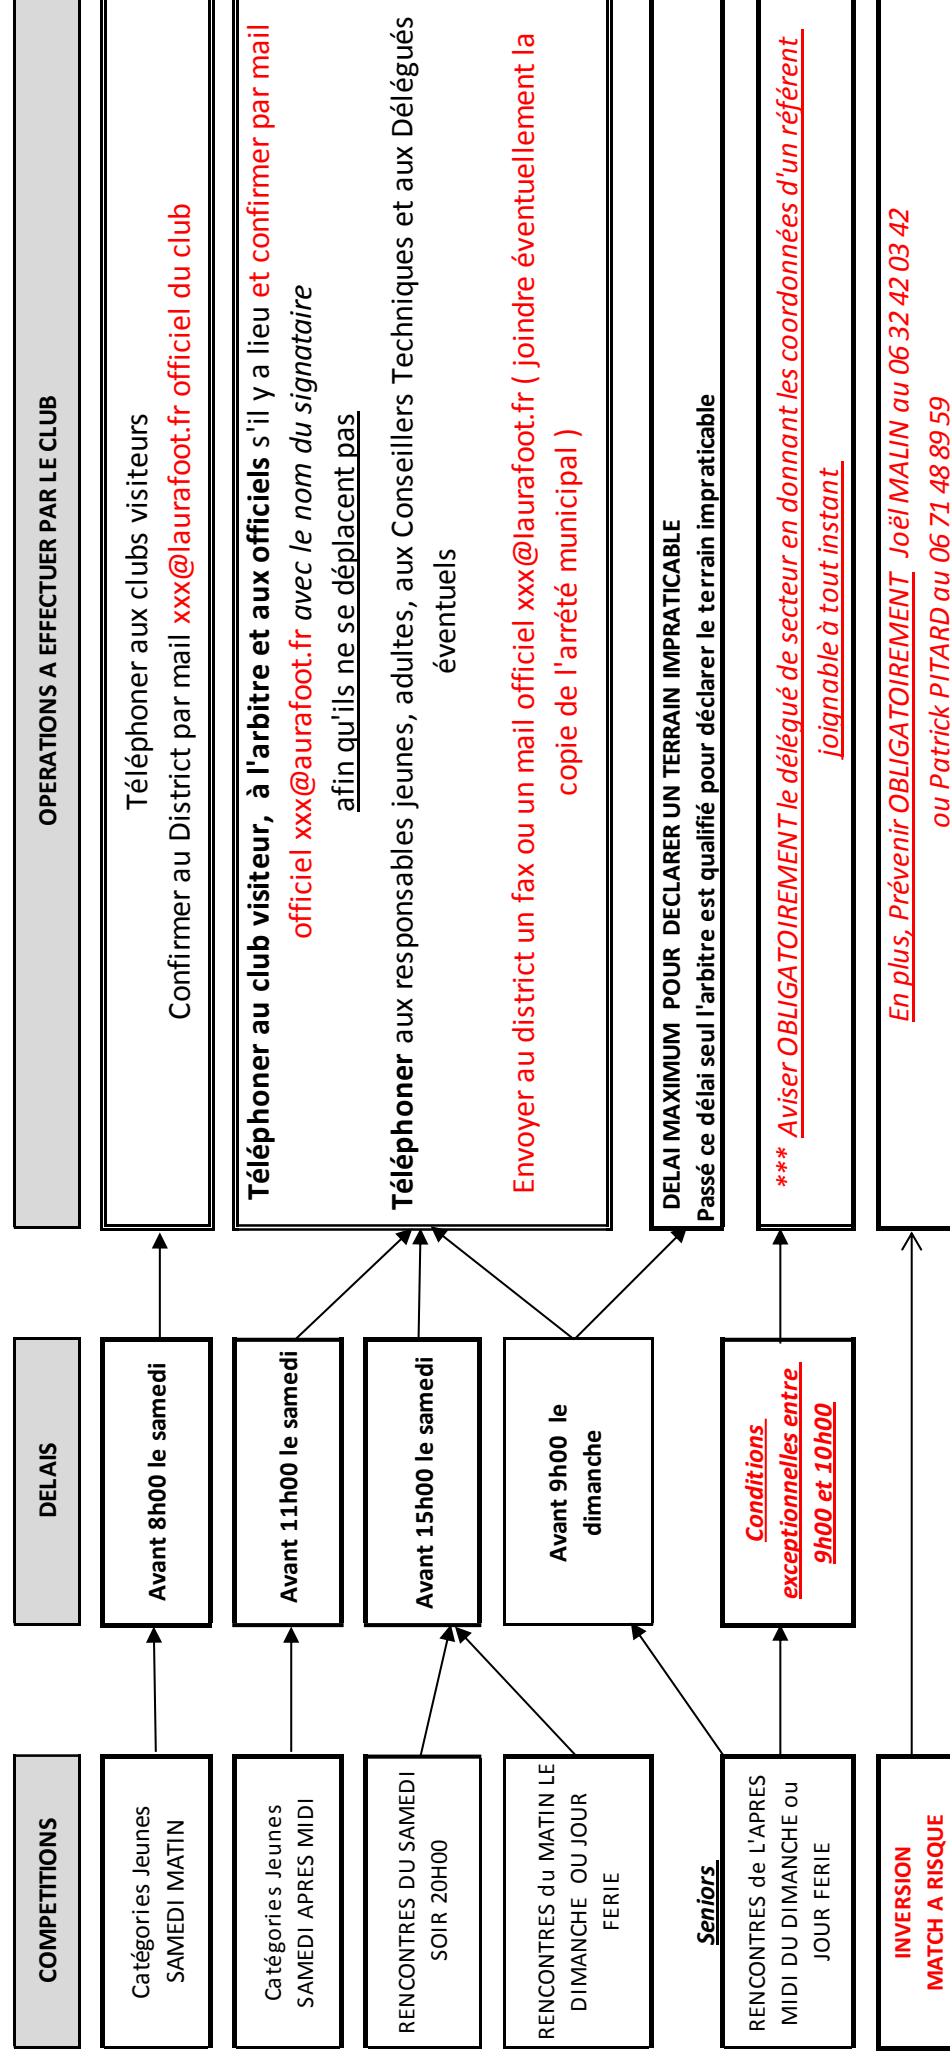 COMPETITIONS
DELAIS
OPERATIONS A EFFECTUER PAR LE CLUB
Catégories Jeunes
SAMEDI MATIN
Avant 8h00 le samedi
Téléphoner aux clubs visiteurs
Confirmer au District par mail xxx@laurafoot.fr officiel du club
Catégories Jeunes
SAMEDI APRES MIDI
Avant 11h00 le samedi
Téléphoner au club visiteur, à l'arbitre et aux officiels s'il y a lieu et confirmer par mail
officiel xxx@aurafoot.fr avec le nom du signataire
afin qu'ils ne se déplacent pas
RENCONTRES DU SAMEDI
SOIR 20H00
Avant 15h00 le samedi
Téléphoner aux responsables jeunes, adultes, aux Conseillers Techniques et aux Délégués
éventuels
RENCONTRES du MATIN LE
DIMANCHE OU JOUR
FERIE
Avant 9h00 le
dimanche
Envoyer au district un fax ou un mail officiel xxx@laurafoot.fr ( joindre éventuellement la
copie de l'arrété municipal )
DELAI MAXIMUM POUR DECLARER UN TERRAIN IMPRATICABLE
Passé ce délai seul l'arbitre est qualifié pour déclarer le terrain impraticable
Seniors
RENCONTRES de L'APRES
MIDI DU DIMANCHE ou
JOUR FERIE
Conditions
exceptionnelles entre
9h00 et 10h00
*** Aviser OBLIGATOIREMENT le délégué de secteur en donnant les coordonnées d'un référent
joignable à tout instant
INVERSION
MATCH A RISQUE
En plus, Prévenir OBLIGATOIREMENT Joël MALIN au 06 32 42 03 42
ou Patrick PITARD au 06 71 48 89 59